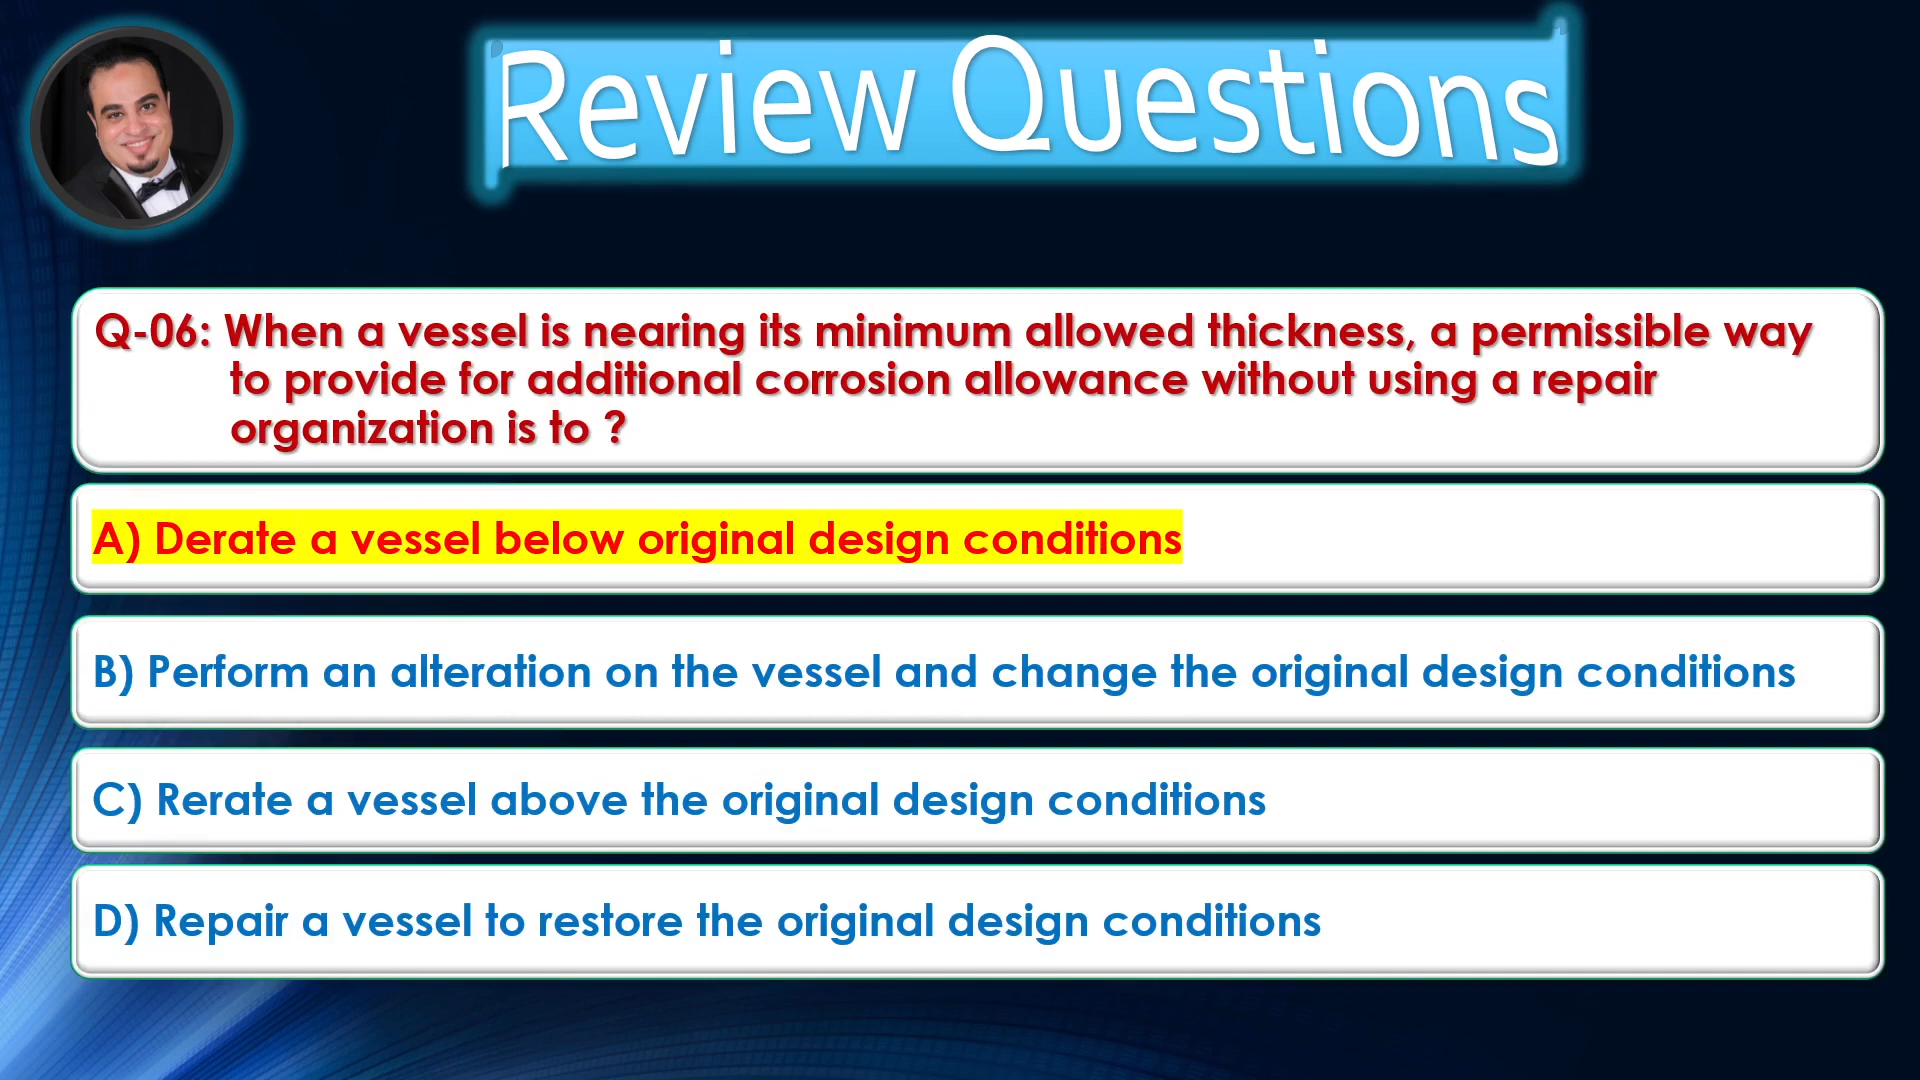 Review Questions
Q-06: When a vessel is nearing its minimum allowed thickness, a permissible way
to provide for additional corrosion allowance without using a repair
organization is to ?
A) Derate a vessel below original design conditions
B) Perform an alteration on the vessel and change the original design conditions
C) Rerate a vessel above the original design conditions
D) Repair a vessel to restore the original design conditions